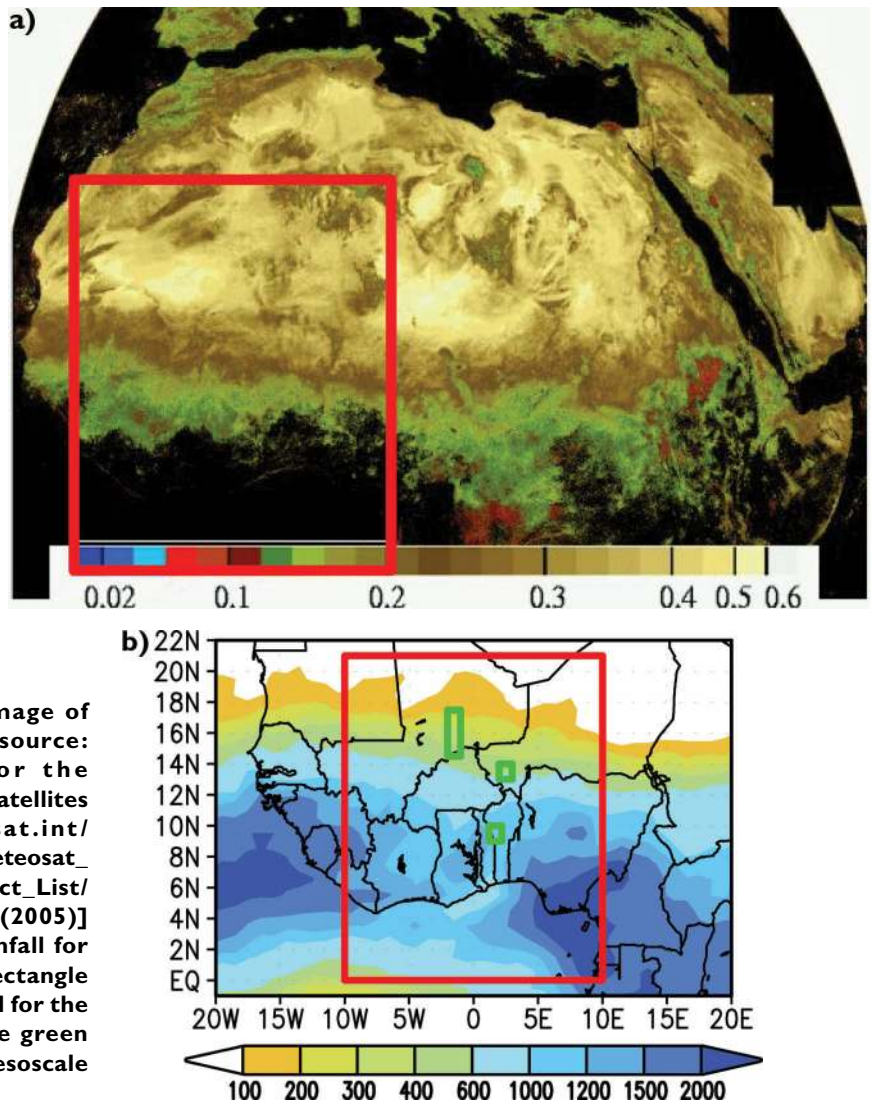 a)
0.02 0.1 0.2 0.3 0.4 0.5 0.6
b)
22N
20N
18N
16N
14N
12N
10N
8N
6N
4N
2N
EQ
20W 15W 10W 5W 0 5E 10E 15E 20E
100 200 300 400 600 1000 1200 1500 2000
mage of
source:
or the
atellites
at.int/
eteosat_
ct_List/
(2005)]
nfall for
ectangle
l for the
e green
esoscale